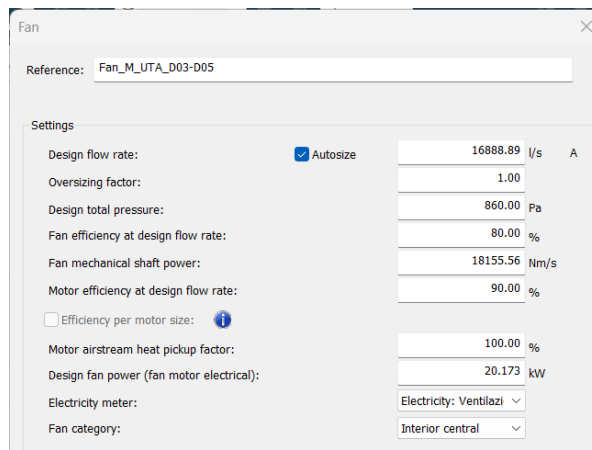 Fan
Reference: Fan_M_UTA_D03-D05
Settings
Design flow rate: Autosize 16888.89 l/s A
Oversizing factor: 1.00
Design total pressure: 860.00 Pa
Fan efficiency at design flow rate: 80.00 %
Fan mechanical shaft power: 18155.56 Nm/s
Motor efficiency at design flow rate: 90.00 %
Efficiency per motor size: i
Motor airstream heat pickup factor: 100.00 %
Design fan power (fan motor electrical): 20.173 kW
Electricity meter: Electricity: Ventilazi
Fan category: Interior central